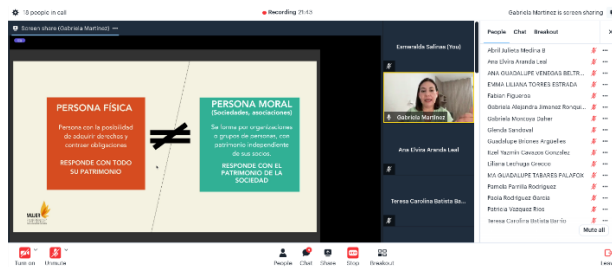 18 people in call
Recording 21:43
Gabriela Martinez is screen sharing
Screen share (Gabriela Martinez)
PERSONA FÍSICA
Persona con la posibilidad
de adquirir derechos y
contraer obligaciones
RESPONDE CON TODO
SU PATRIMONIO
≠
PERSONA MORAL
(Sociedades, asociaciones)
Se forma por organizaciones
o grupos de personas, con
patrimonio independiente
de sus socios.
RESPONDE CON EL
PATRIMONIO DE LA
SOCIEDAD
MUJER
Esmeralda Salinas (You)
Gabriela Martinez
Ana Elvira Aranda Leal
Teresa Carolina Batista Ba...
People Chat Breakout
Abril Julieta Medina B
Ana Elvira Aranda Leal
ANA GUADALUPE VENEGAS BELTR...
EMMA LILIANA TORRES ESTRADA
Fabian Figueroa
Gabriela Alejandra Jimenez Ronqui...
Gabriela Montoya Daher
Glenda Sandoval
Guadalupe Briones Argüelles
Itzel Yazmin Cavazos Gonzalez
Liliana Lechuga Orozco
MA GUADALUPE TABARES PALAFOX
Pamela Parrilla Rodriguez
Paola Rodriguez Garcia
Patricia Vazquez Rios
Teresa Carolina Batista
Mute all
Turn on Unmute People Chat Share Stop Breakout